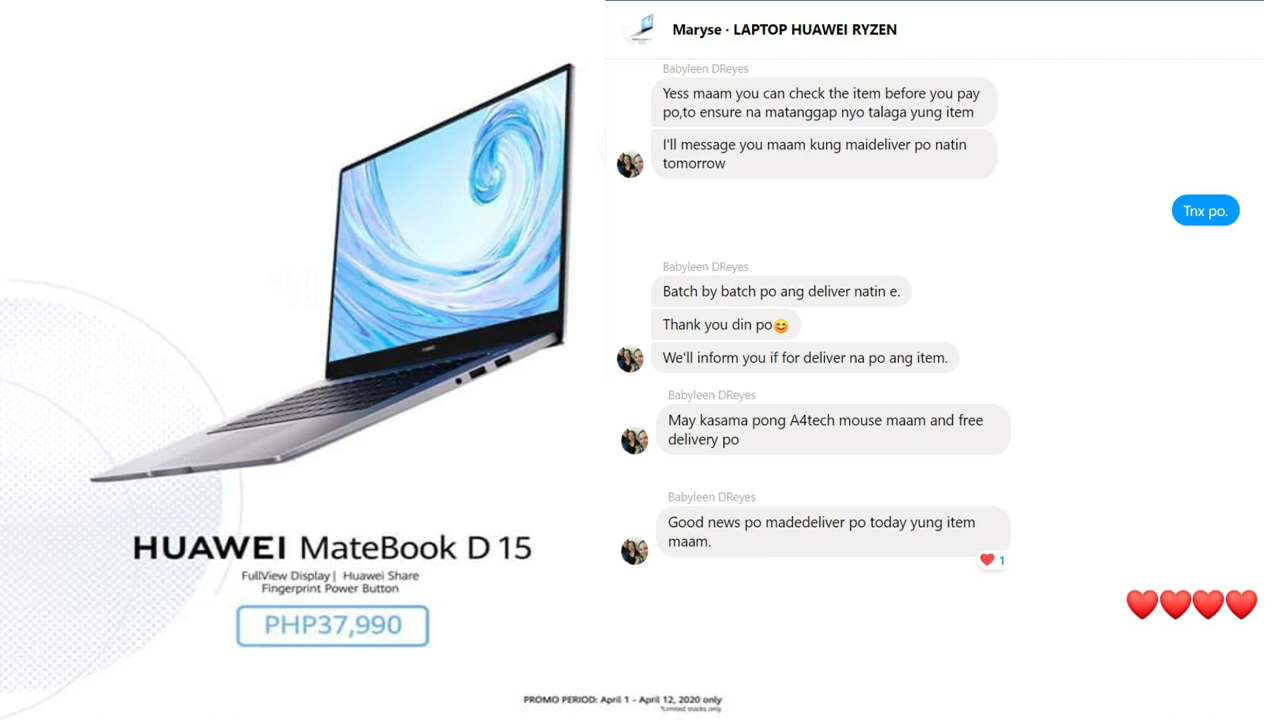 HUAWEI MateBook D 15
FullView Display | Huawei Share
Fingerprint Power Button
PHP37,990
PROMO PERIOD: April 1 - April 12, 2020 only
*Limited stocks only
Maryse · LAPTOP HUAWEI RYZEN
Babyleen DReyes
Yess maam you can check the item before you pay
po,to ensure na matanggap nyo talaga yung item
I'll message you maam kung maideliver po natin
tomorrow
Tnx po.
Babyleen DReyes
Batch by batch po ang deliver natin e.
Thank you din po😊
We'll inform you if for deliver na po ang item.
Babyleen DReyes
May kasama pong A4tech mouse maam and free
delivery po
Babyleen DReyes
Good news po madedeliver po today yung item
maam.
❤️ 1
❤️❤️❤️❤️